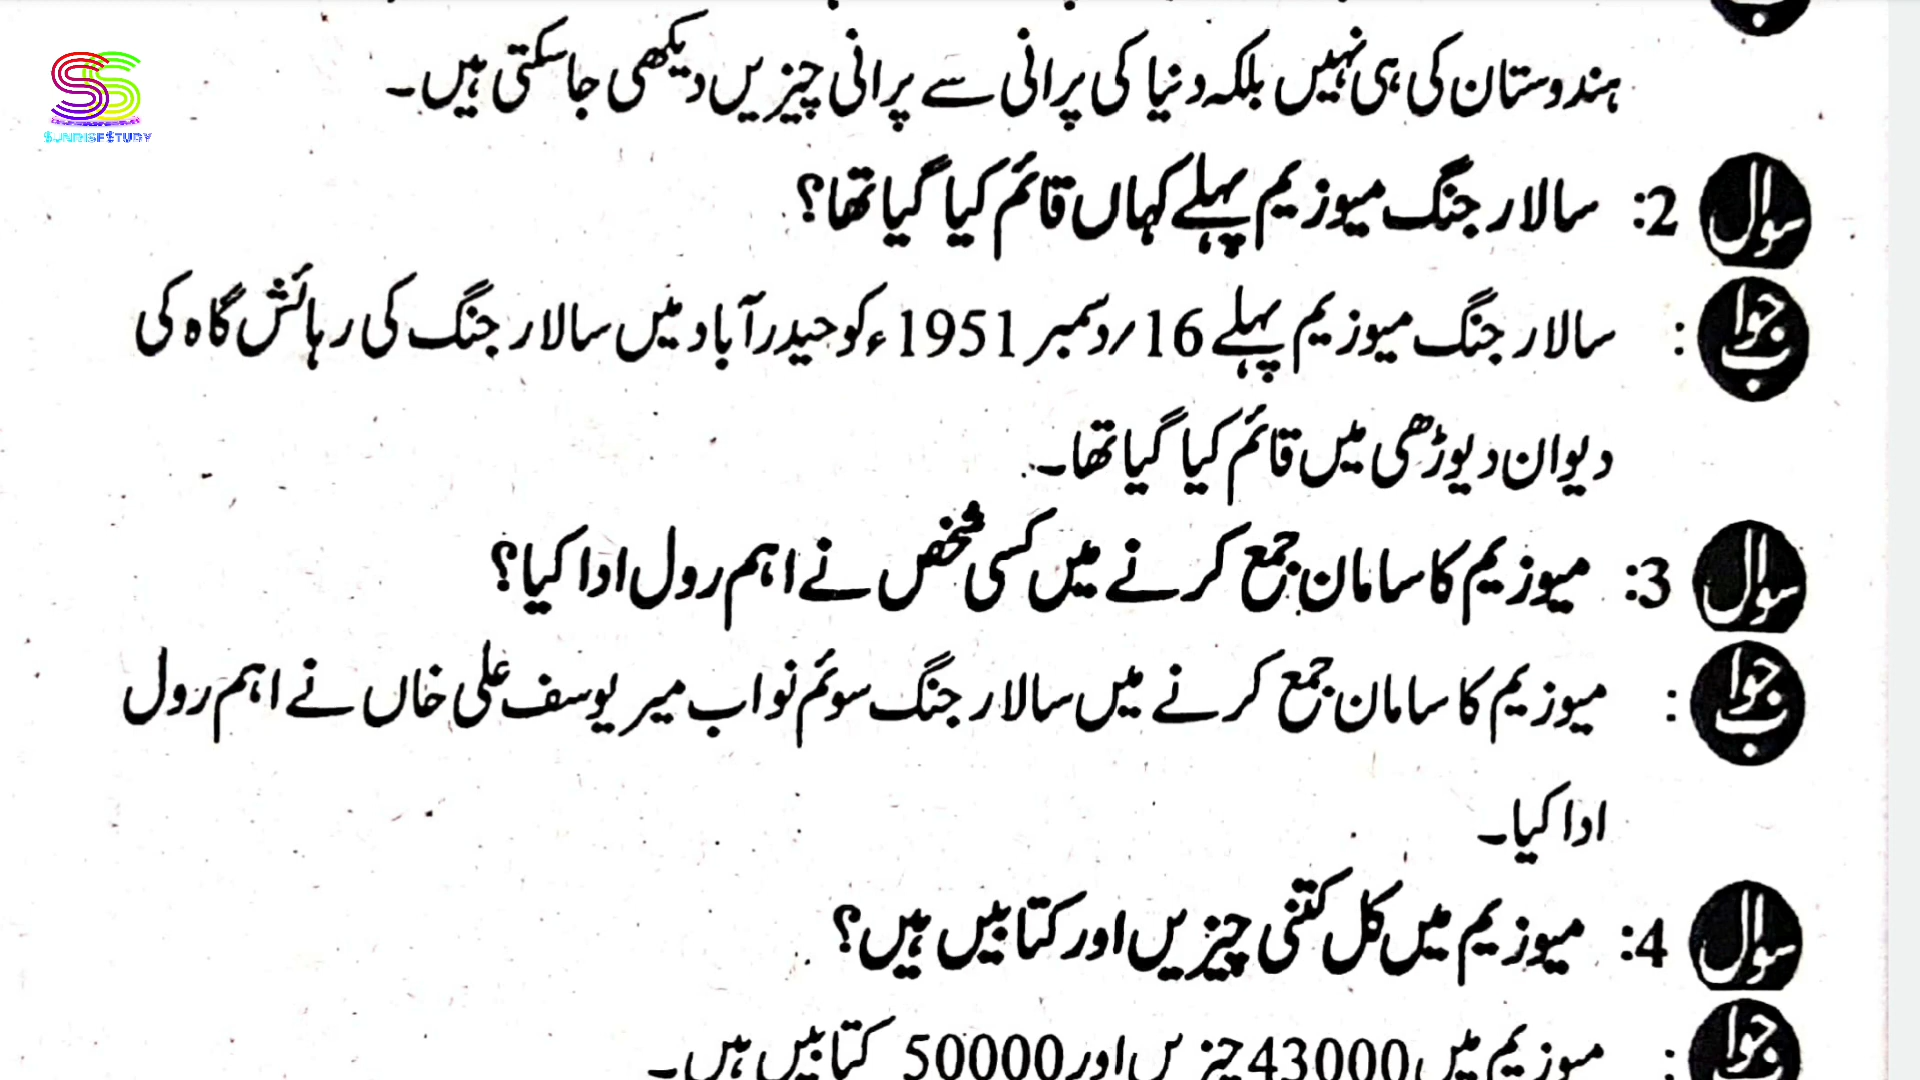 SS
SUNRISESTUDY
ہندوستان کی ہی نہیں بلکہ دنیا کی پرانی سے پرانی چیزیں دیکھی جاسکتی ہیں۔
سوال 2: سالار جنگ میوزیم پہلے کہاں قائم کیا گیا تھا؟
جواب : سالار جنگ میوزیم پہلے 16؍دسمبر 1951ء کو حیدرآباد میں سالار جنگ کی رہائش گاہ کی
دیوان دیوڑھی میں قائم کیا گیا تھا۔
سوال 3: میوزیم کا سامان جمع کرنے میں کسی شخص نے اہم رول ادا کیا؟
جواب : میوزیم کا سامان جمع کرنے میں سالار جنگ سوئم نواب میر یوسف علی خاں نے اہم رول
ادا کیا۔
سوال 4: میوزیم میں کل کتنی چیزیں اور کتابیں ہیں؟
جواب : میوزیم میں 43000 چیزیں اور 50000 کتابیں ہیں۔